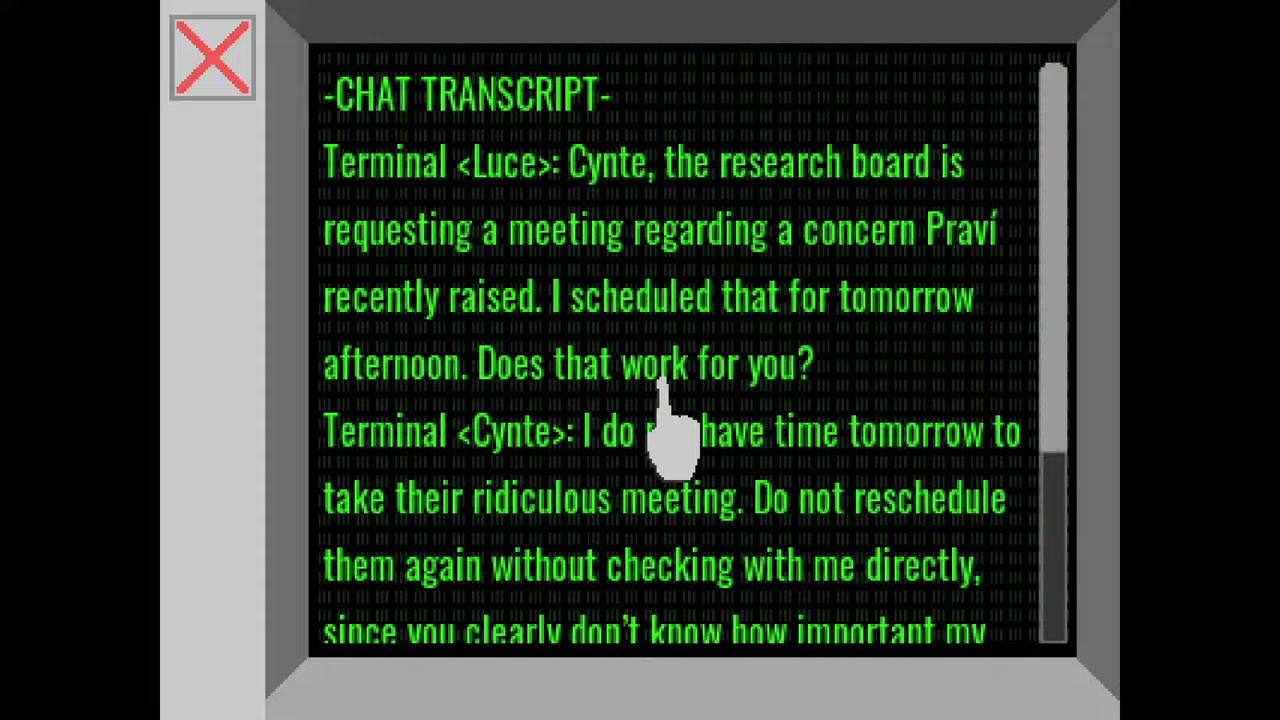 -CHAT TRANSCRIPT-
Terminal <Luce>: Cynte, the research board is
requesting a meeting regarding a concern Praví
recently raised. I scheduled that for tomorrow
afternoon. Does that work for you?
Terminal <Cynte>: I do have time tomorrow to
take their ridiculous meeting. Do not reschedule
them again without checking with me directly,
since you clearly don't know how important my